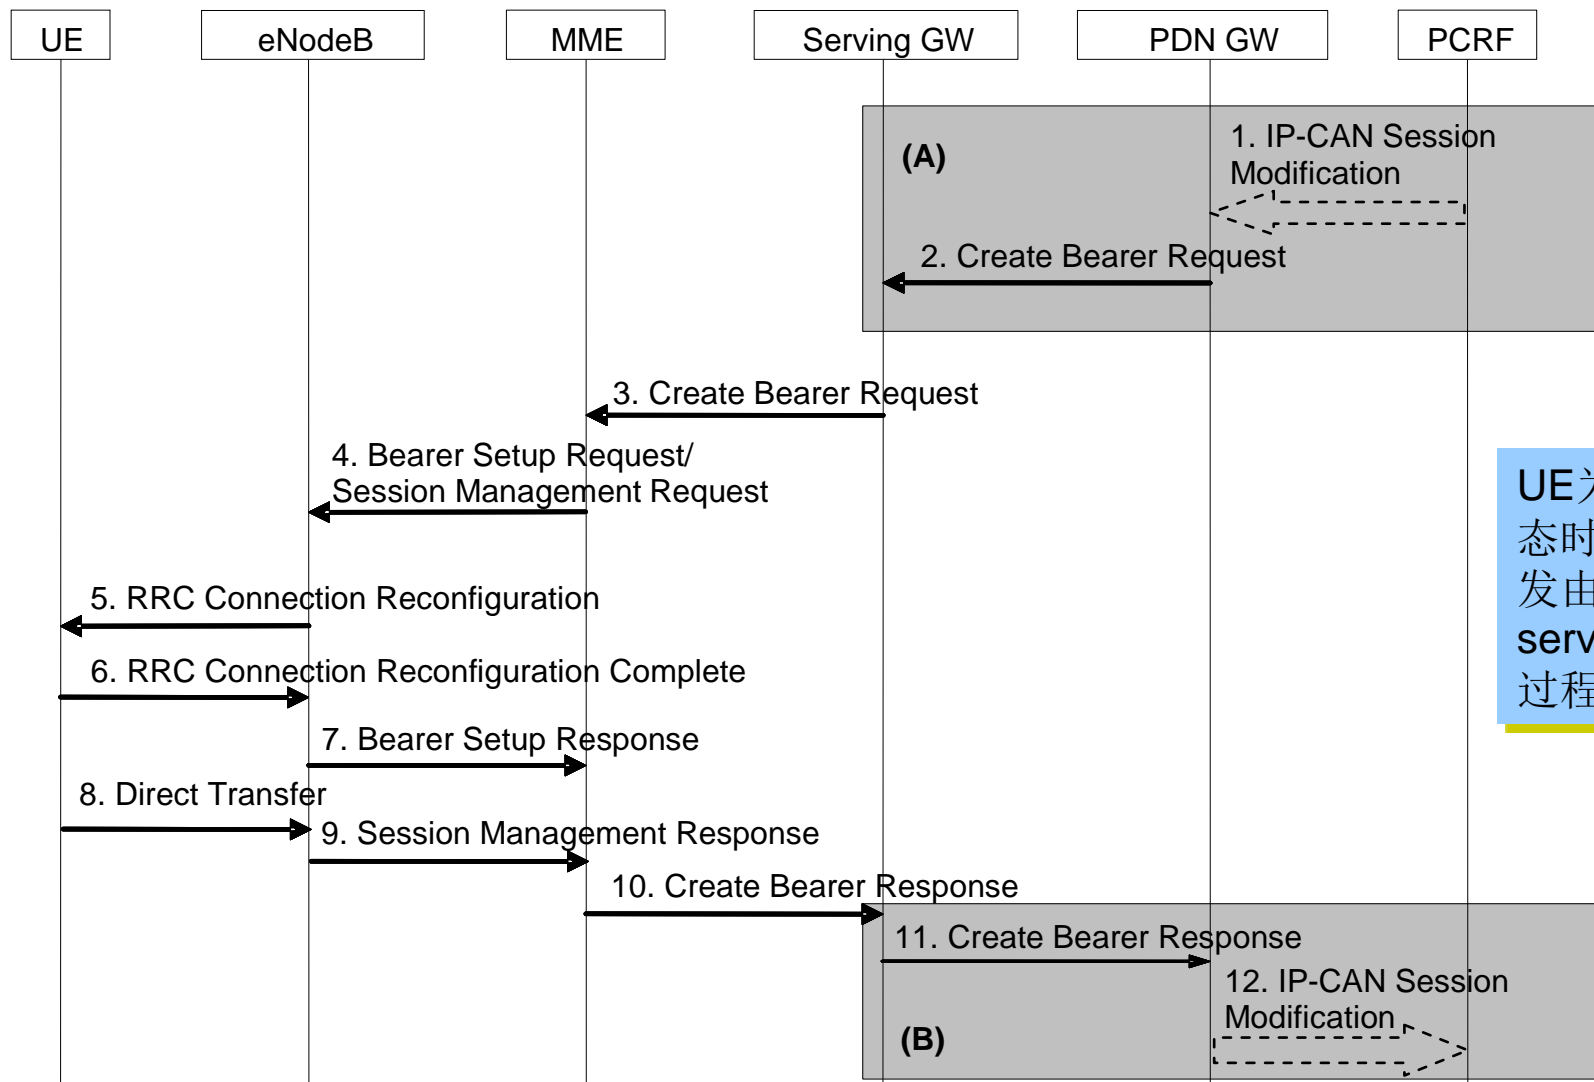 UE
eNodeB
MME
Serving GW
PDN GW
PCRF
(A)
1. IP-CAN Session
Modification
2. Create Bearer Request
3. Create Bearer Request
4. Bearer Setup Request/
Session Management Request
UE
态时
发由
serv
过程
5. RRC Connection Reconfiguration
6. RRC Connection Reconfiguration Complete
7. Bearer Setup Response
8. Direct Transfer
9. Session Management Response
10. Create Bearer Response
11. Create Bearer Response
12. IP-CAN Session
Modification
(B)